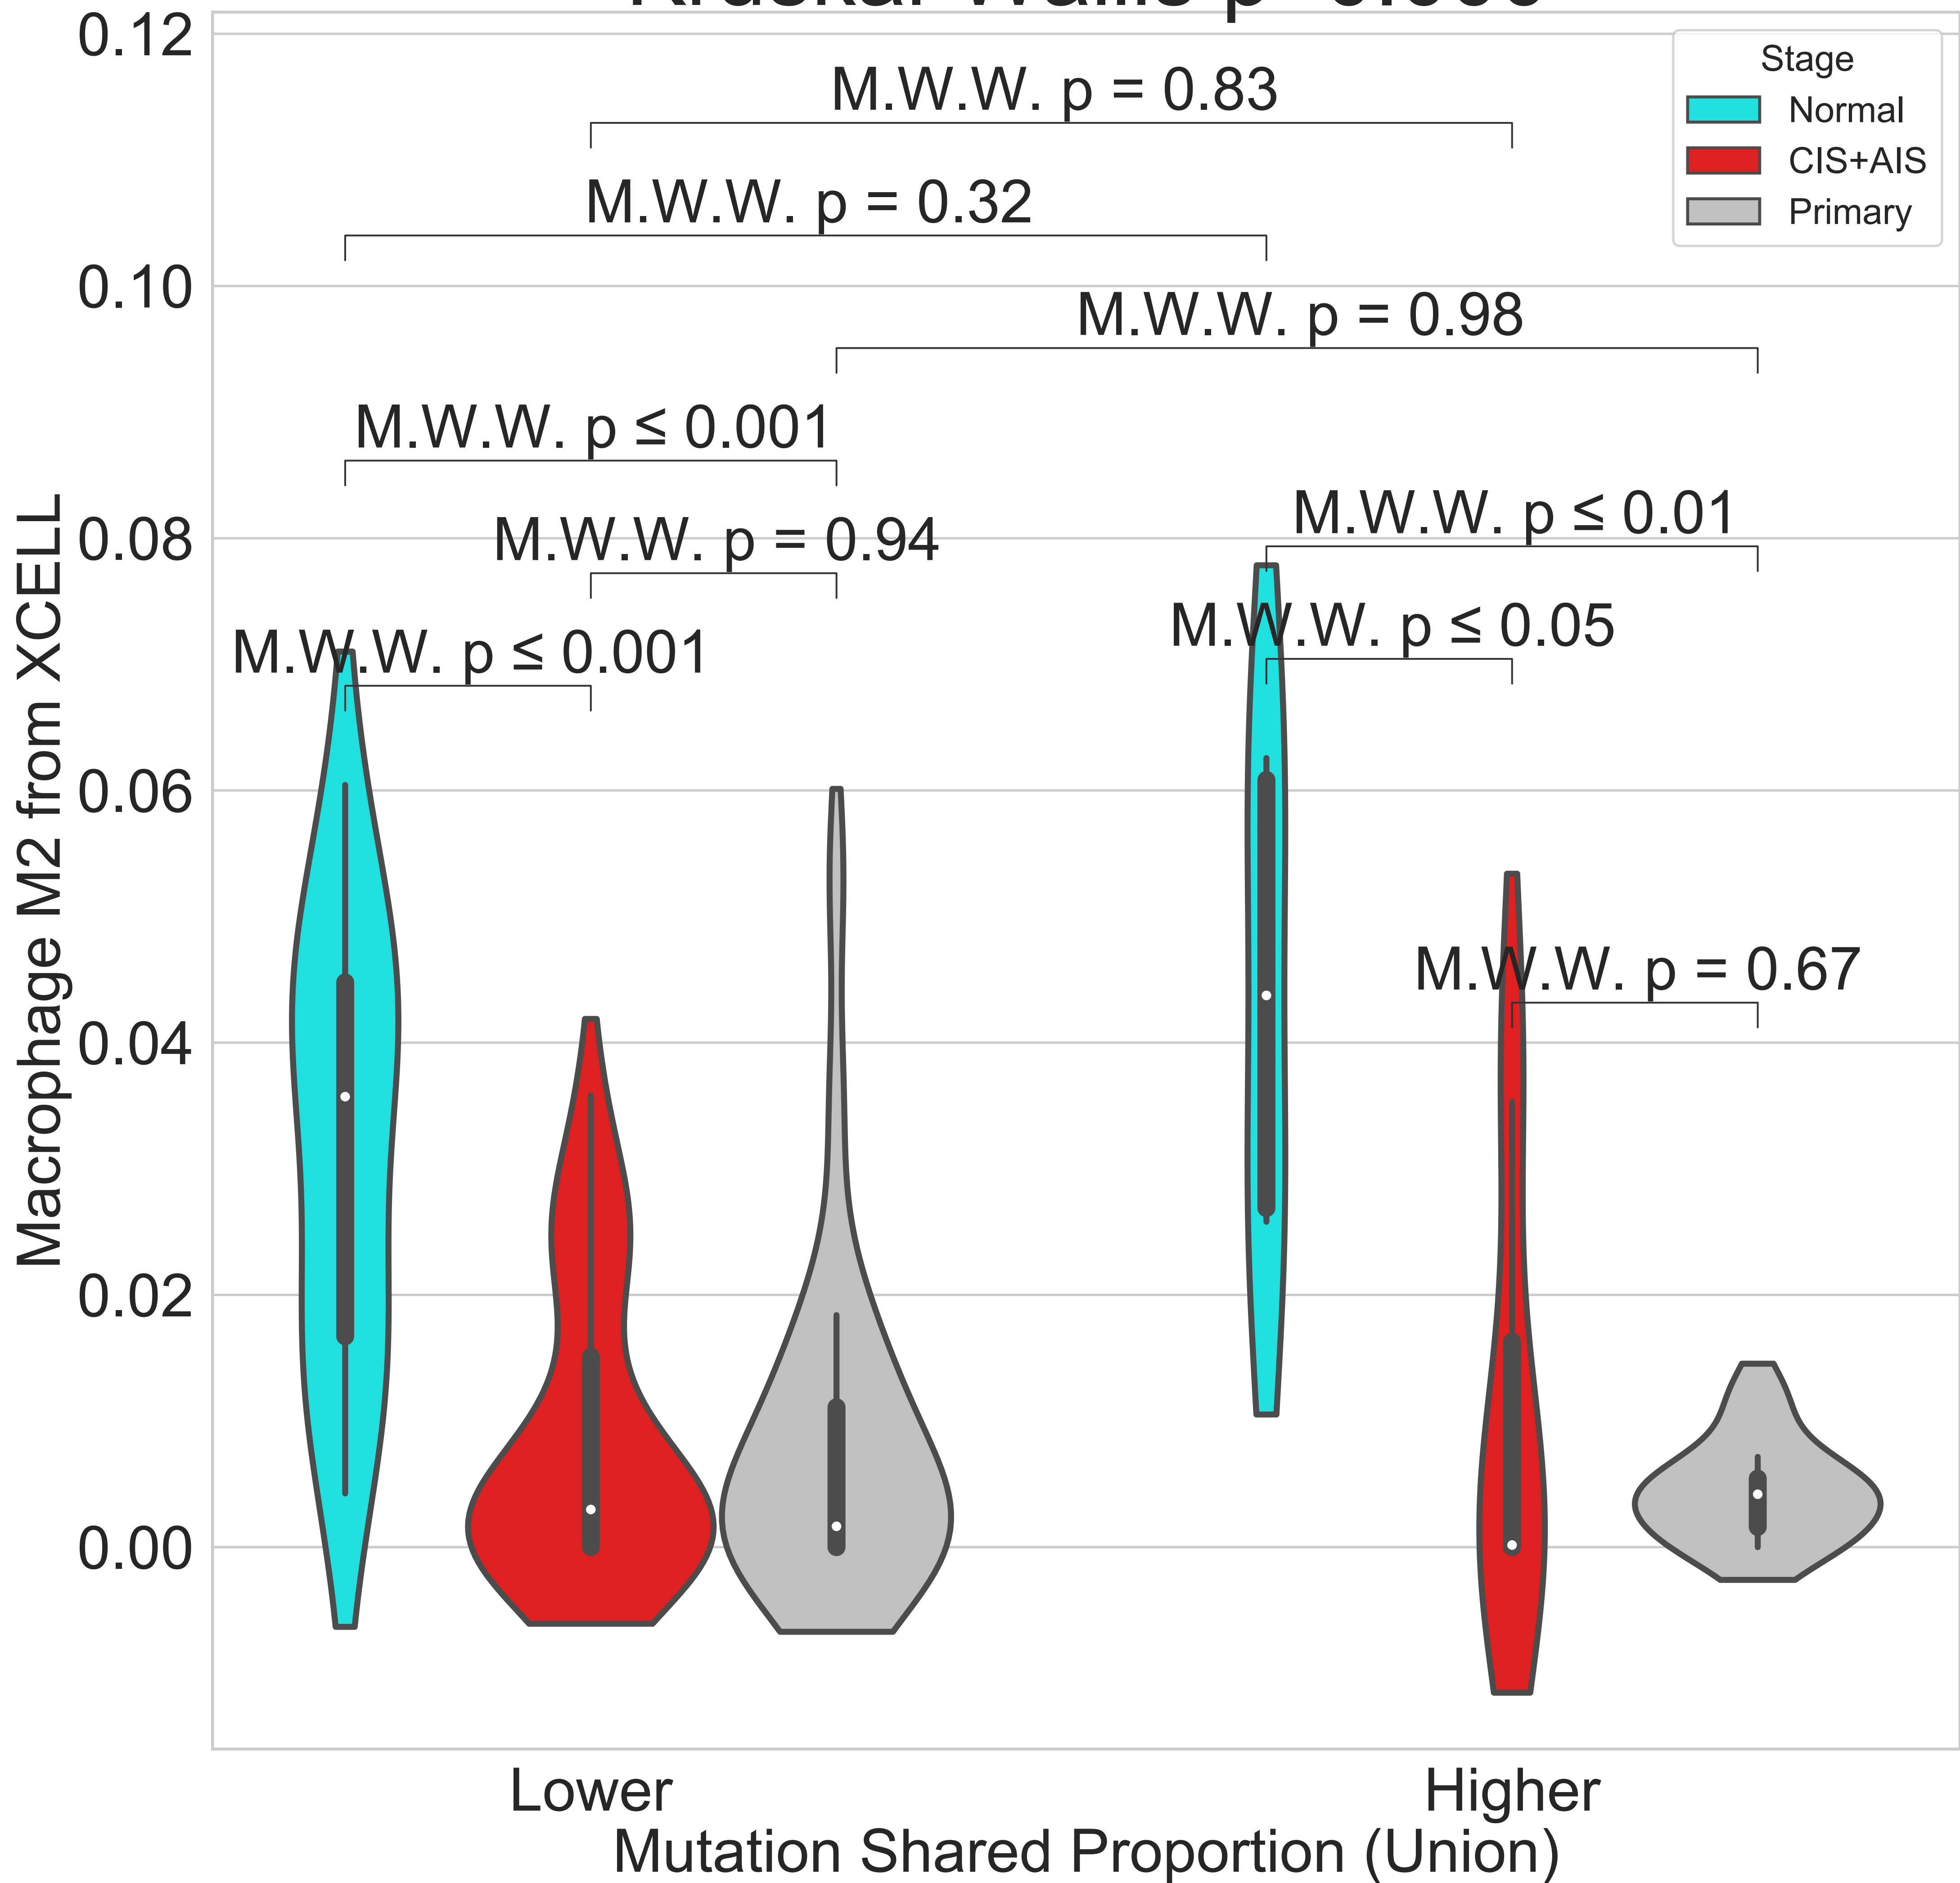 0.12
M.W.W. p = 0.83
Stage
Normal
CIS+AIS
Primary
M.W.W. p = 0.32
0.10
M.W.W. p = 0.98
M.W.W. p ≤ 0.001
M.W.W. p ≤ 0.01
0.08
M.W.W. p = 0.94
M.W.W. p ≤ 0.05
M.W.W. p ≤ 0.001
Macrophage M2 from XCELL
0.06
M.W.W. p = 0.67
0.04
0.02
0.00
Lower
Higher
Mutation Shared Proportion (Union)